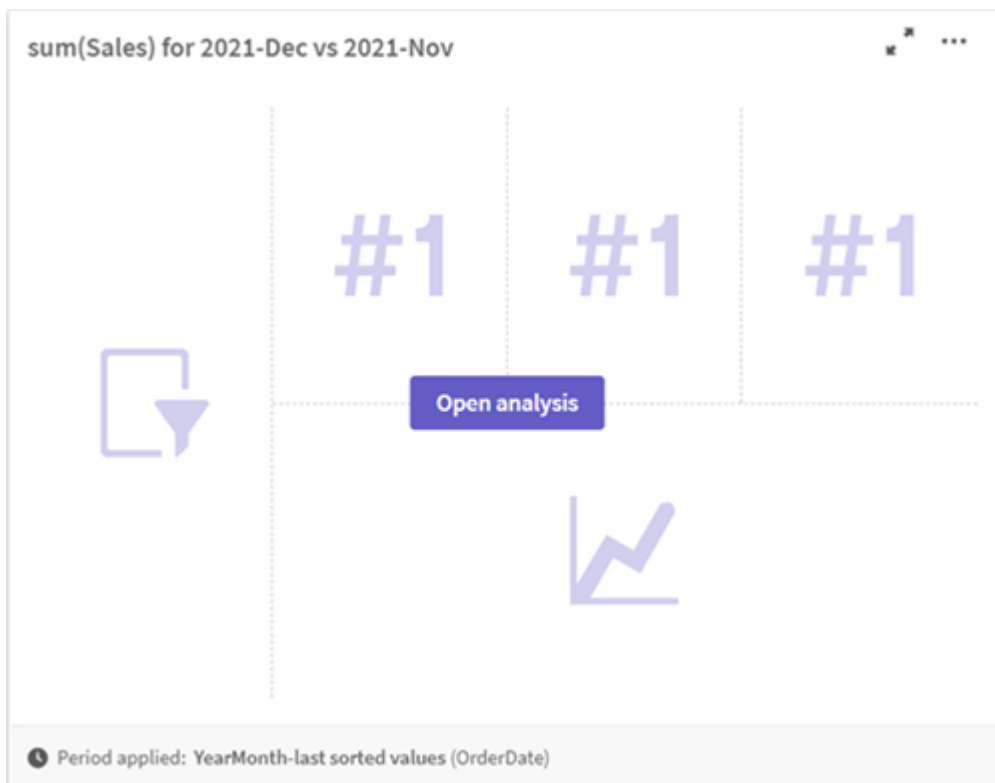 sum(Sales) for 2021-Dec vs 2021-Nov
#1 #1 #1
Open analysis
Period applied: YearMonth-last sorted values (OrderDate)